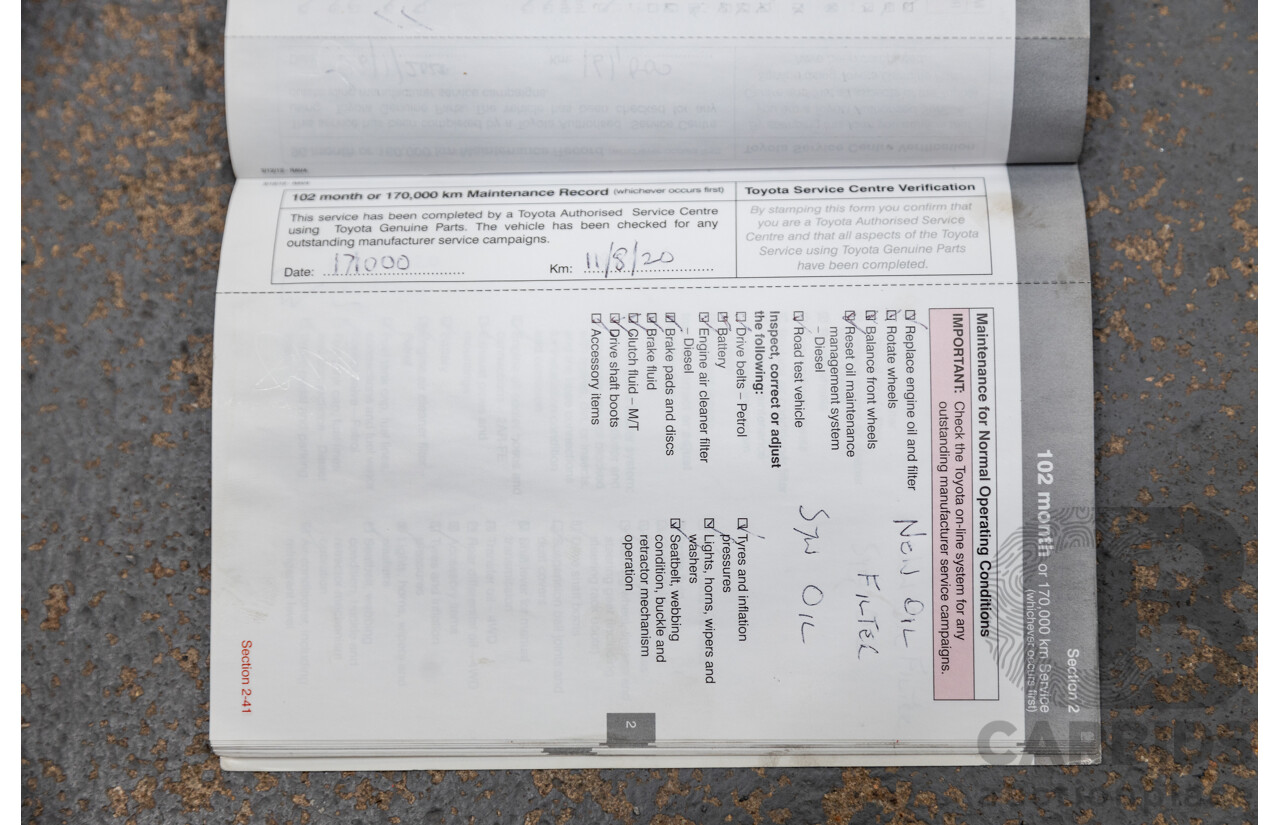 102 month or 170,000 km Maintenance Record (whichever occurs first)
This service has been completed by a Toyota Authorised Service Centre
using Toyota Genuine Parts. The vehicle has been checked for any
outstanding manufacturer service campaigns.
Date: 171000 Km: 11/8/20
Toyota Service Centre Verification
By stamping this form you confirm that
you are a Toyota Authorised Service
Centre and that all aspects of the Toyota
Service using Toyota Genuine Parts
have been completed.
Section 2
102 month or 170,000 km Service
(whichever occurs first)
Maintenance for Normal Operating Conditions
IMPORTANT: Check the Toyota on-line system for any
outstanding manufacturer service campaigns.
Replace engine oil and filter
Rotate wheels
Balance front wheels
Reset oil maintenance
management system
– Diesel
Road test vehicle
New OIL
FILTER
SYN OIL
Inspect, correct or adjust
the following:
Drive belts – Petrol
Battery
Engine air cleaner filter
– Diesel
Brake pads and discs
Brake fluid
Clutch fluid – M/T
Drive shaft boots
Accessory items
Tyres and inflation
pressures
Lights, horns, wipers and
washers
Seatbelt, webbing
condition, buckle and
retractor mechanism
operation
2
Section 2-41
CARBIDS